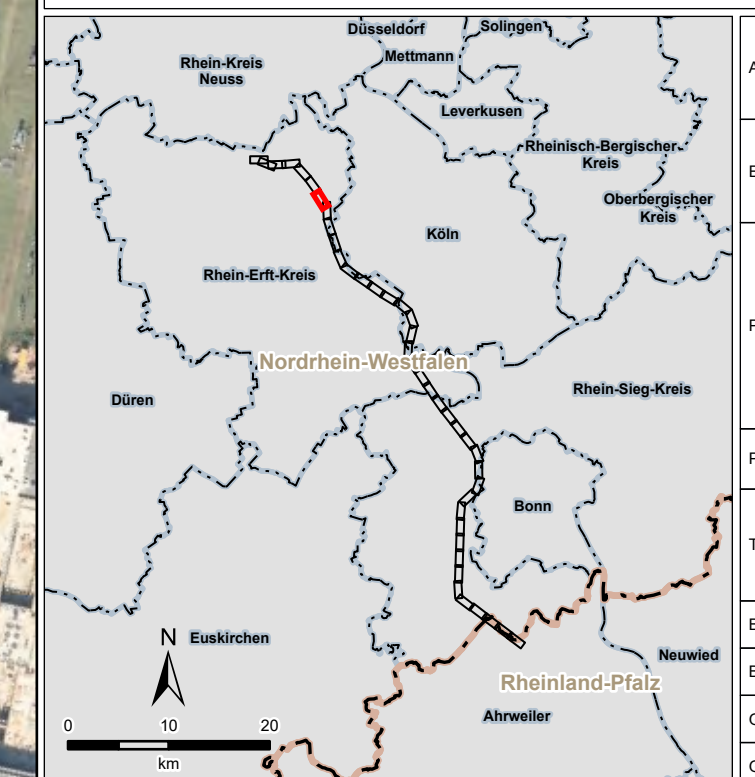 Düsseldorf
Solingen
Mettmann
Rhein-Kreis
Neuss
Leverkusen
Rheinisch-Bergischer
Kreis
Oberbergischer
Kreis
Köln
Rhein-Erft-Kreis
Nordrhein-Westfalen
Düren
Rhein-Sieg-Kreis
Bonn
N
Euskirchen
Neuwied
Rheinland-Pfalz
Ahrweiler
0 10 20
km